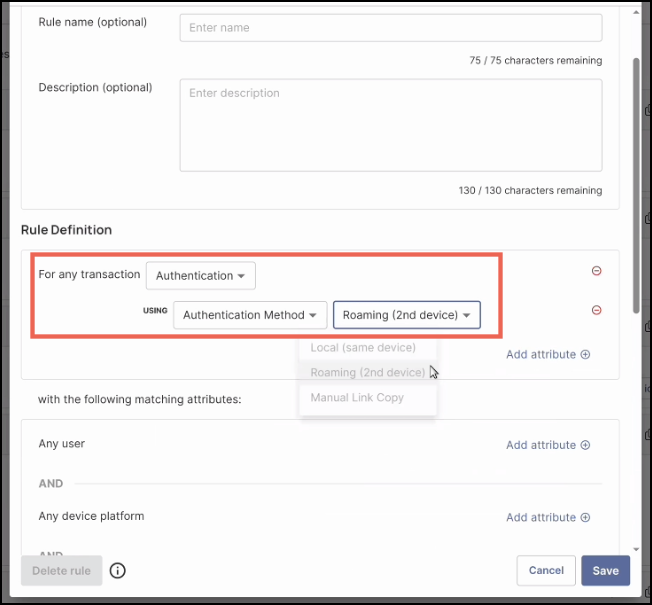 Rule name (optional)
Enter name
75 / 75 characters remaining
Description (optional)
Enter description
130 / 130 characters remaining
Rule Definition
For any transaction Authentication
USING Authentication Method Roaming (2nd device)
Local (same device)
Add attribute
Roaming (2nd device)
Manual Link Copy
with the following matching attributes:
Any user Add attribute
AND
Any device platform Add attribute
AND
Delete rule Cancel Save